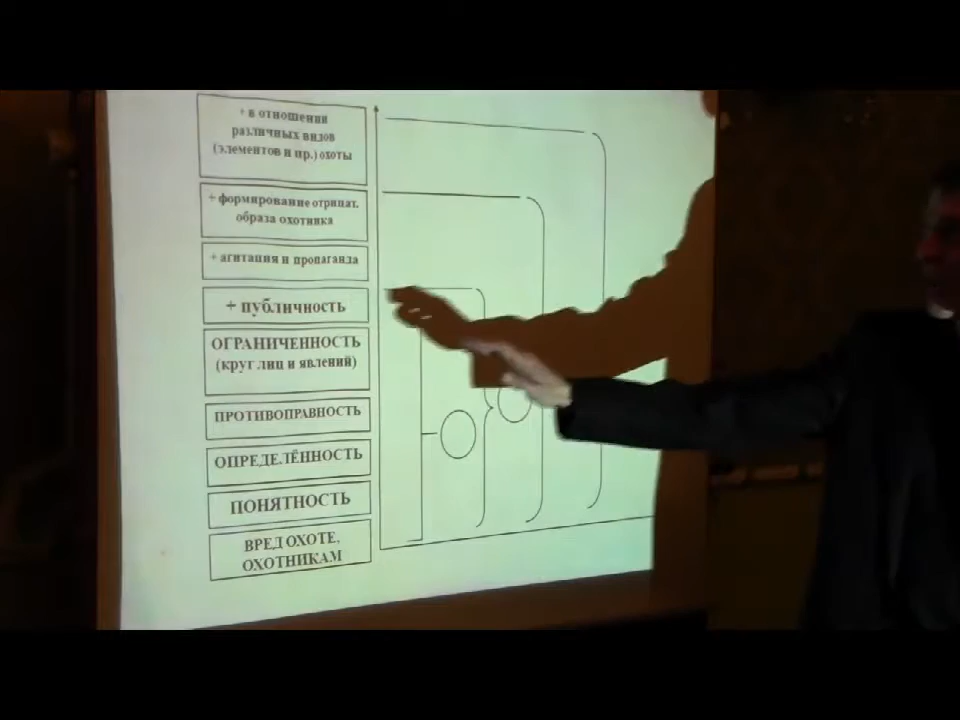 + в отношении
различных видов
(элементов и пр.) охоты
+ формирование отрицат.
образа охотника
+ агитация и пропаганда
+ публичность
ОГРАНИЧЕННОСТЬ
(круг лиц и явлений)
ПРОТИВОПРАВНОСТЬ
ОПРЕДЕЛЁННОСТЬ
ПОНЯТНОСТЬ
ВРЕД ОХОТЕ,
ОХОТНИКАМ